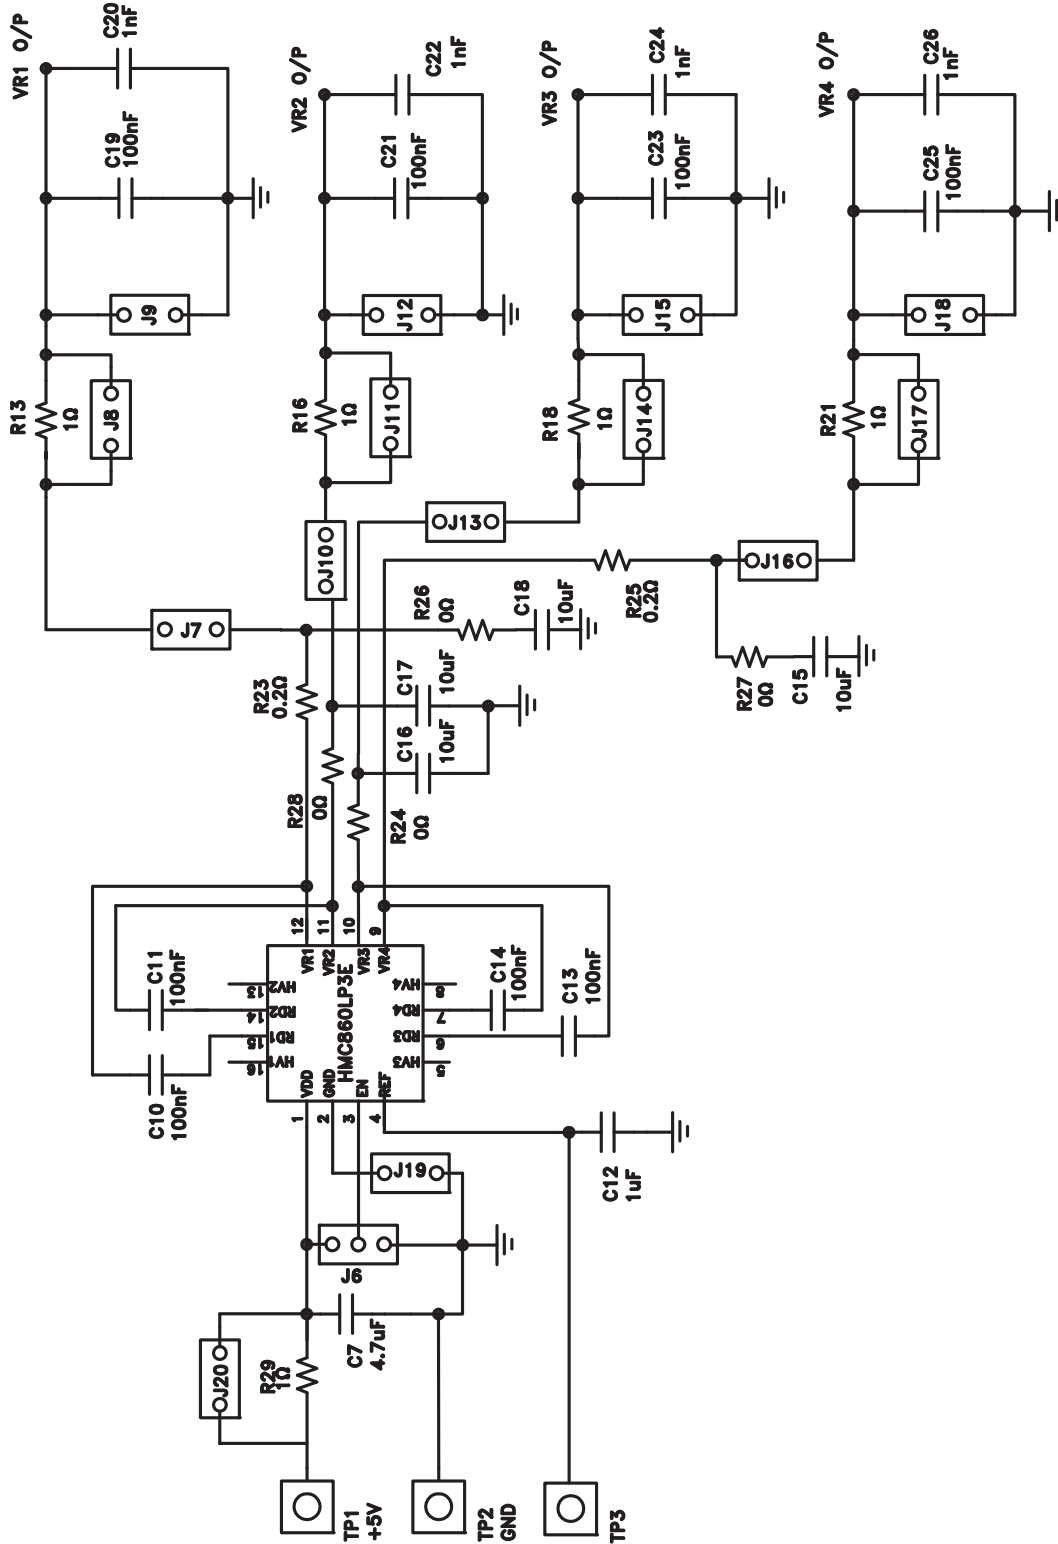 VR1 O/P
C20
1nF
C19
100nF
J9
R13
1Ω
J8
J7
R23
0.2Ω
VR2 O/P
C22
1nF
C21
100nF
J12
R16
1Ω
J11
J10
R26
0Ω
C18
10uF
C17
10uF
C16
10uF
R28
0Ω
R24
0Ω
VR3 O/P
C24
1nF
C23
100nF
J15
R18
1Ω
J14
J13
VR4 O/P
C26
1nF
C25
100nF
J18
R21
1Ω
J17
J16
R25
0.2Ω
R27
0Ω
C15
10uF
C11
100nF
C10
100nF
12
11
10
9
VR1
VR2
VR3
VR4
HMC860LP3E
13
HV2
14
RD2
15
RD1
16
HV1
HV4
8
RD4
7
RD3
6
HV3
5
VDD
GND
EN
REF
1
2
3
4
C14
100nF
C13
100nF
C12
1uF
J19
J6
C7
4.7uF
R29
1Ω
J20
TP1
+5V
TP2
GND
TP3